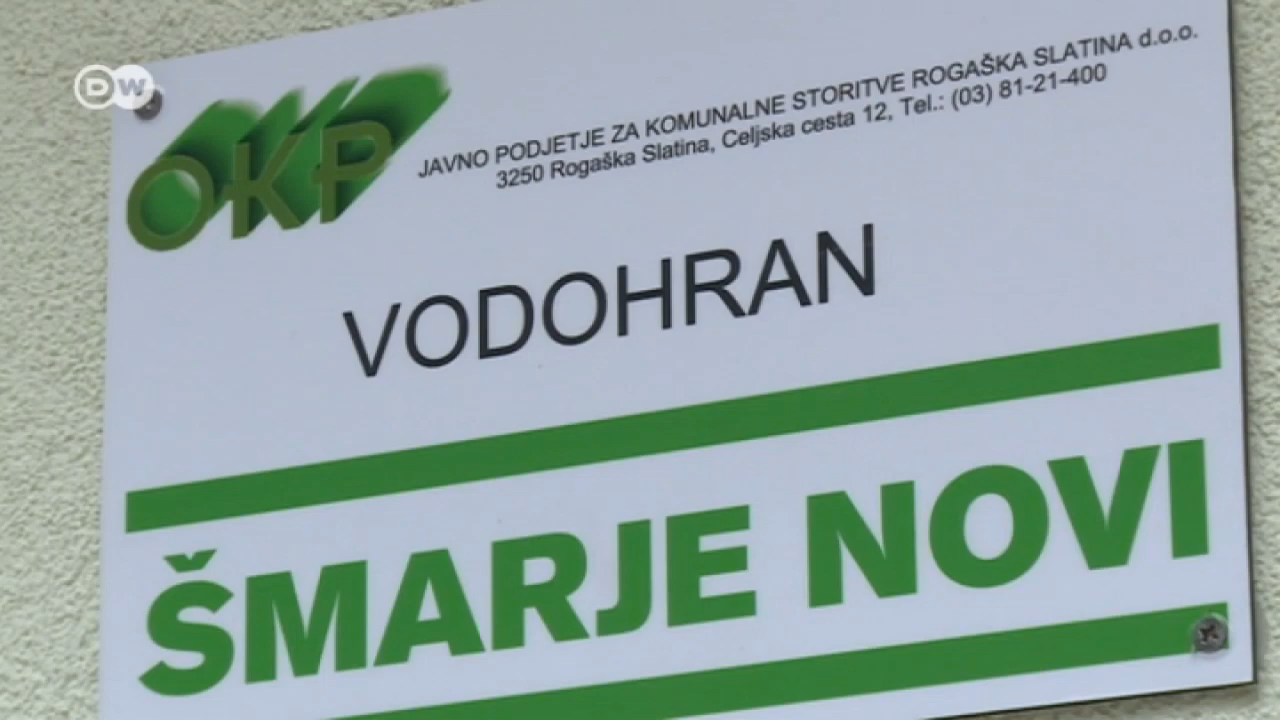 DW
OKP
JAVNO PODJETJE ZA KOMUNALNE STORITVE ROGAŠKA SLATINA d.o.o.
3250 Rogaška Slatina, Celjska cesta 12, Tel.: (03) 81-21-400
VODOHRAN
ŠMARJE NOVI